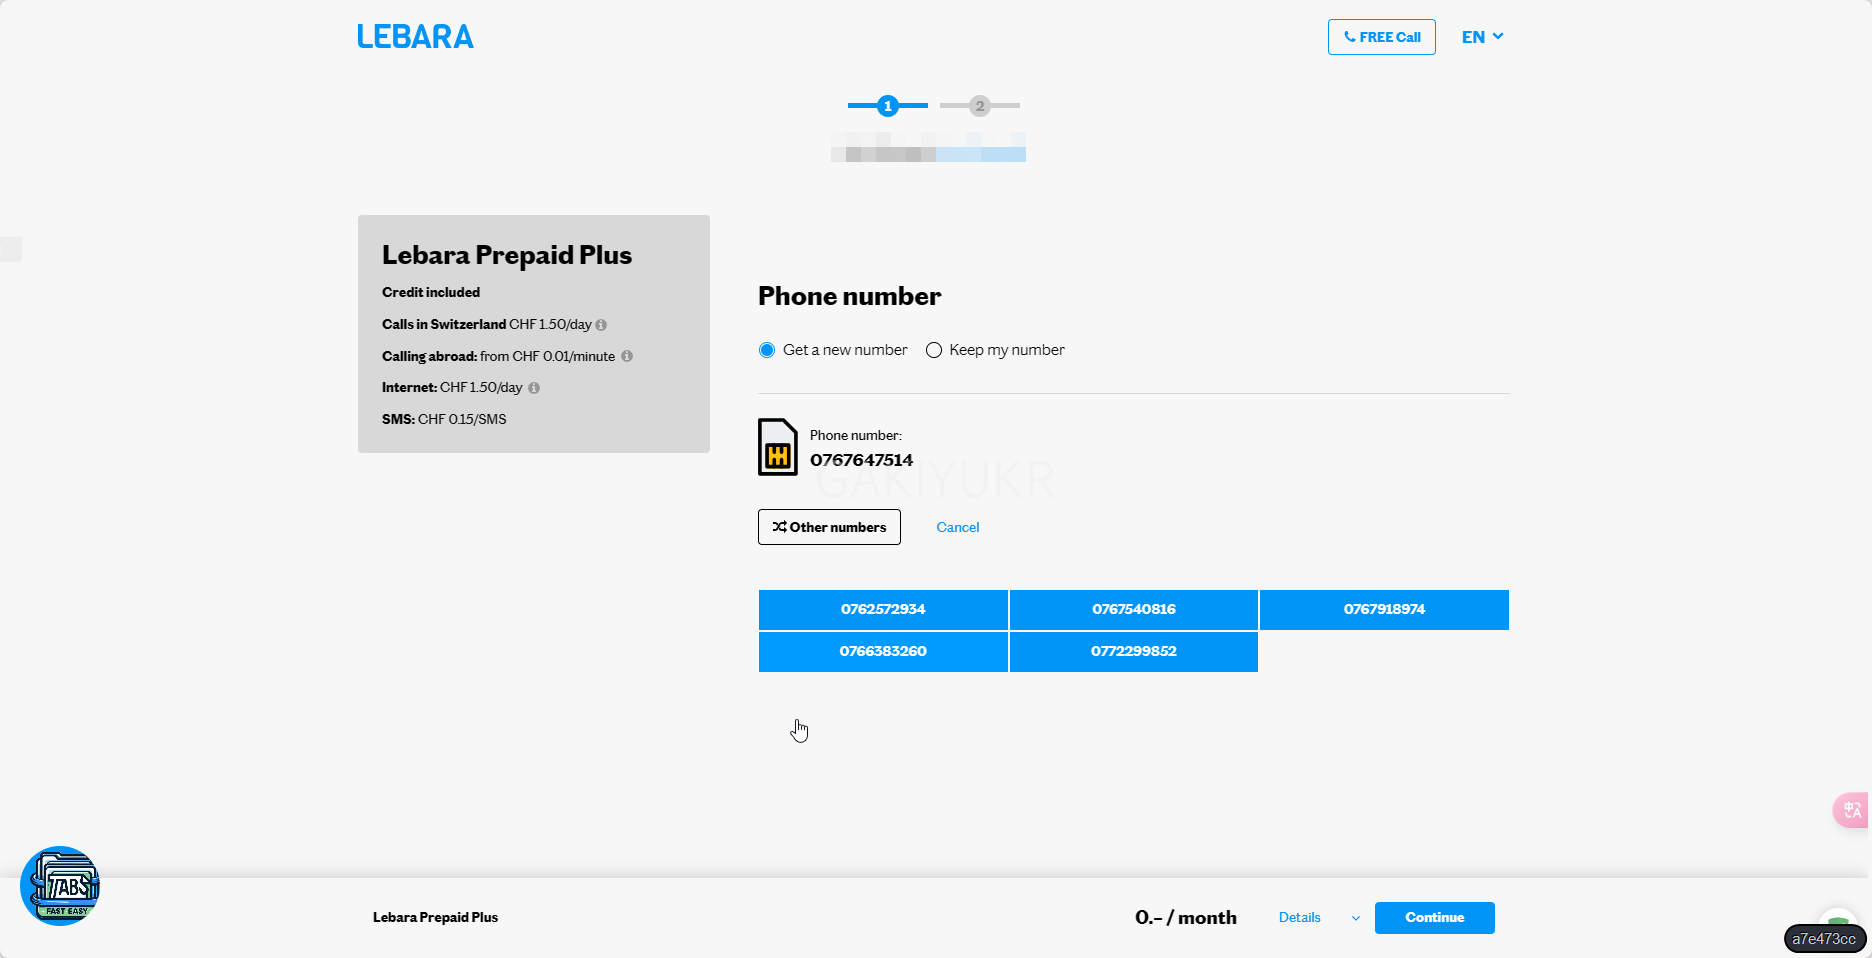 LEBARA
FREE Call
EN
1
2
Lebara Prepaid Plus
Credit included
Calls in Switzerland CHF 1.50/day
Calling abroad: from CHF 0.01/minute
Internet: CHF 1.50/day
SMS: CHF 0.15/SMS
Phone number
Get a new number
Keep my number
Phone number:
0767647514
GAKIYUKR
Other numbers
Cancel
0762572934
0767540816
0767918974
0766383260
0772299852
中A
TABS
FAST EASY
Lebara Prepaid Plus
0.– / month
Details
Continue
a7e473cc